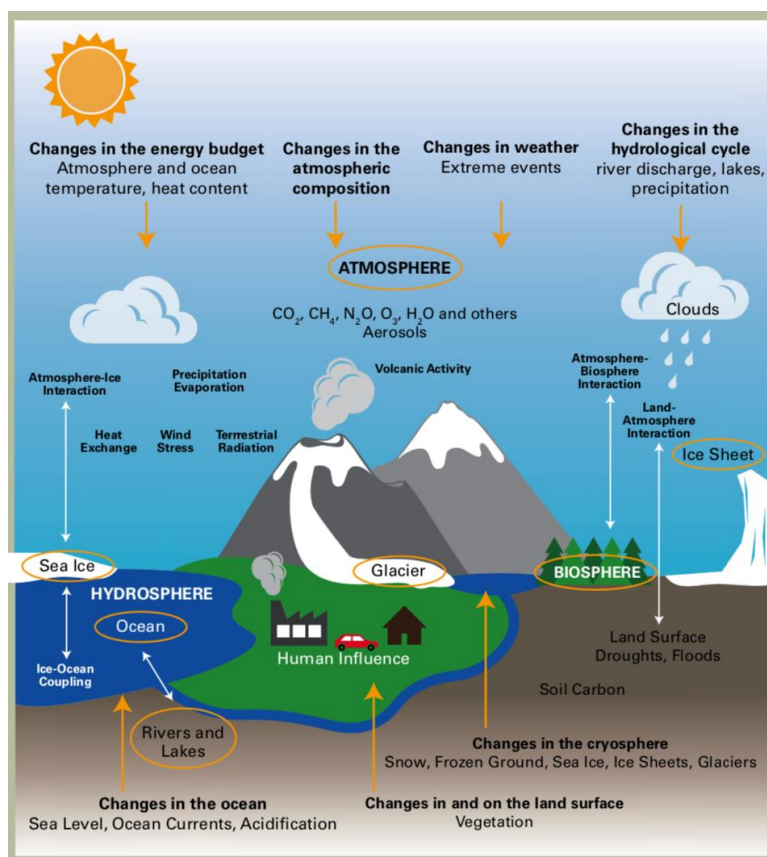 Changes in the energy budget
Atmosphere and ocean
temperature, heat content
Changes in the
atmospheric
composition
Changes in weather
Extreme events
Changes in the
hydrological cycle
river discharge, lakes,
precipitation
ATMOSPHERE
CO₂, CH₄, N₂O, O₃, H₂O and others
Aerosols
Clouds
Volcanic Activity
Atmosphere-Ice
Interaction
Precipitation
Evaporation
Atmosphere-
Biosphere
Interaction
Heat
Exchange
Wind
Stress
Terrrestrial
Radiation
Land-
Atmosphere
Interaction
Ice Sheet
Sea Ice
Glacier
BIOSPHERE
HYDROSPHERE
Ocean
Ice-Ocean
Coupling
Human Influence
Land Surface
Droughts, Floods
Soil Carbon
Rivers and
Lakes
Changes in the cryosphere
Snow, Frozen Ground, Sea Ice, Ice Sheets, Glaciers
Changes in the ocean
Sea Level, Ocean Currents, Acidification
Changes in and on the land surface
Vegetation